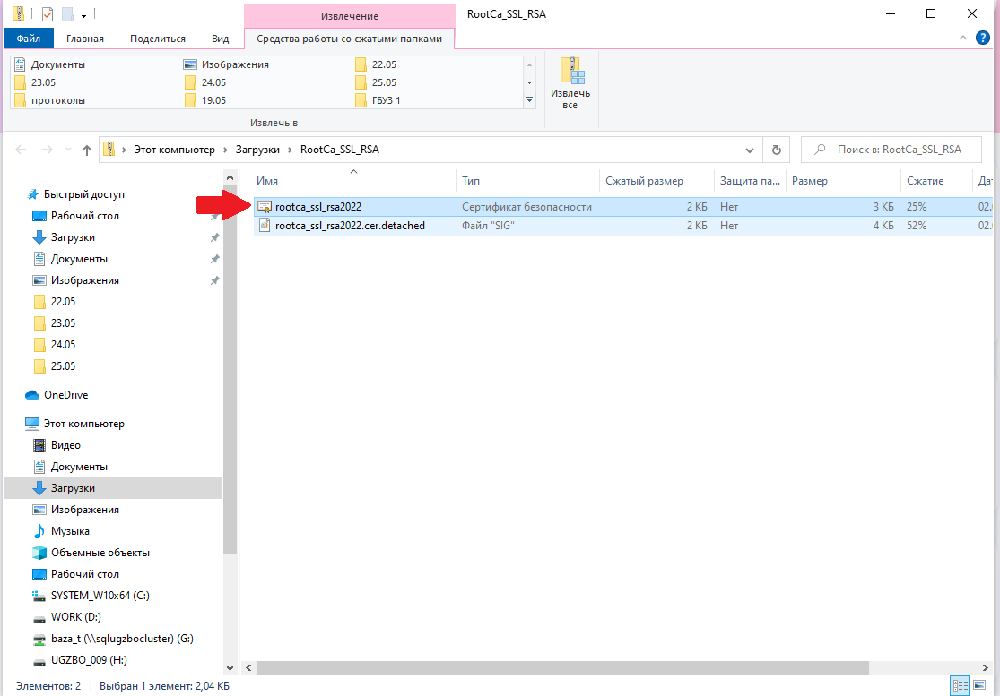 Извлечение
RootCa_SSL_RSA
Файл
Главная
Поделиться
Вид
Средства работы со сжатыми папками
?
Документы
Изображения
22.05
23.05
24.05
25.05
протоколы
19.05
ГБУЗ 1
Извлечь все
Извлечь в
Этот компьютер > Загрузки > RootCa_SSL_RSA
Поиск в: RootCa_SSL_RSA
Имя
Тип
Сжатый размер
Защита па...
Размер
Сжатие
Дат
rootca_ssl_rsa2022
Сертификат безопасности
2 КБ
Нет
3 КБ
25%
02.
rootca_ssl_rsa2022.cer.detached
Файл "SIG"
2 КБ
Нет
4 КБ
52%
02.
Быстрый доступ
Рабочий стол
Загрузки
Документы
Изображения
22.05
23.05
24.05
25.05
OneDrive
Этот компьютер
Видео
Документы
Загрузки
Изображения
Музыка
Объемные объекты
Рабочий стол
SYSTEM_W10x64 (C:)
WORK (D:)
baza_t (\\sqlugzbocluster) (G:)
UGZBO_009 (H:)
Элементов: 2
Выбран 1 элемент: 2,04 КБ